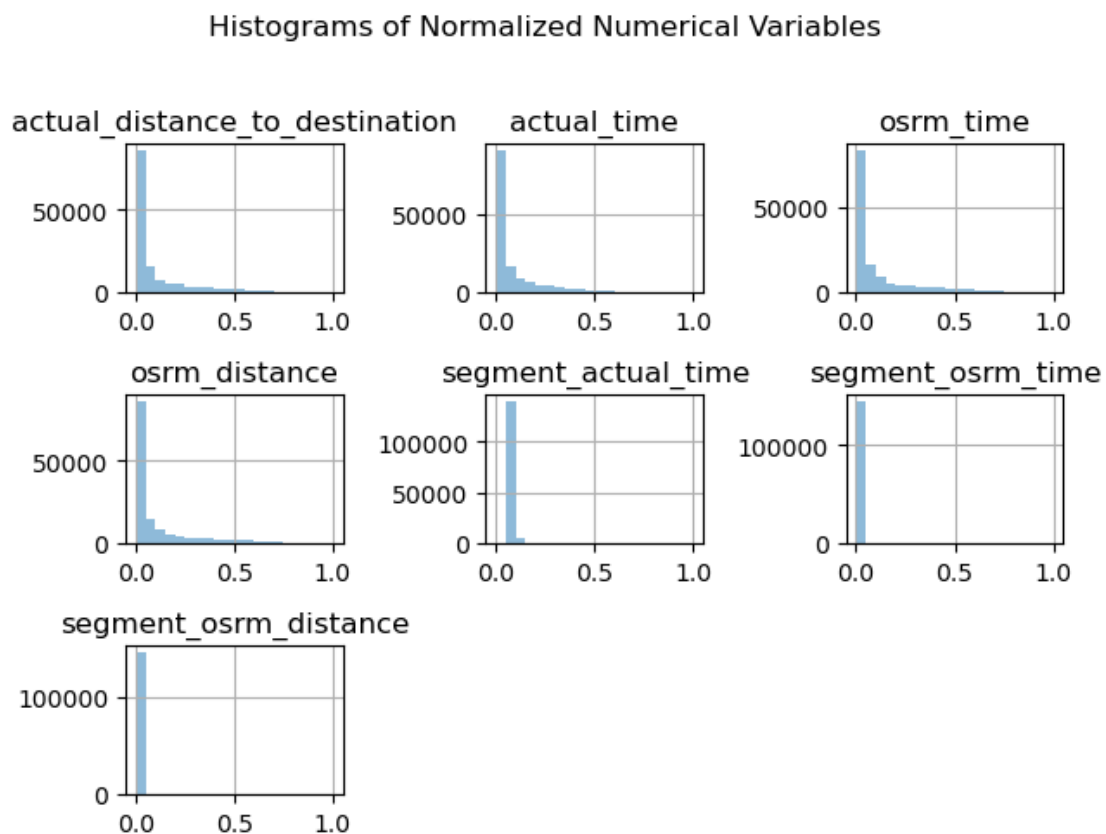 Histograms of Normalized Numerical Variables
actual_distance_to_destination actual_time osrm_time
50000 50000 50000
0 0 0
0.0 0.5 1.0 0.0 0.5 1.0 0.0 0.5 1.0
osrm_distance segment_actual_time segment_osrm_time
50000 100000 100000
50000
0 0 0
0.0 0.5 1.0 0.0 0.5 1.0 0.0 0.5 1.0
segment_osrm_distance
100000
0
0.0 0.5 1.0